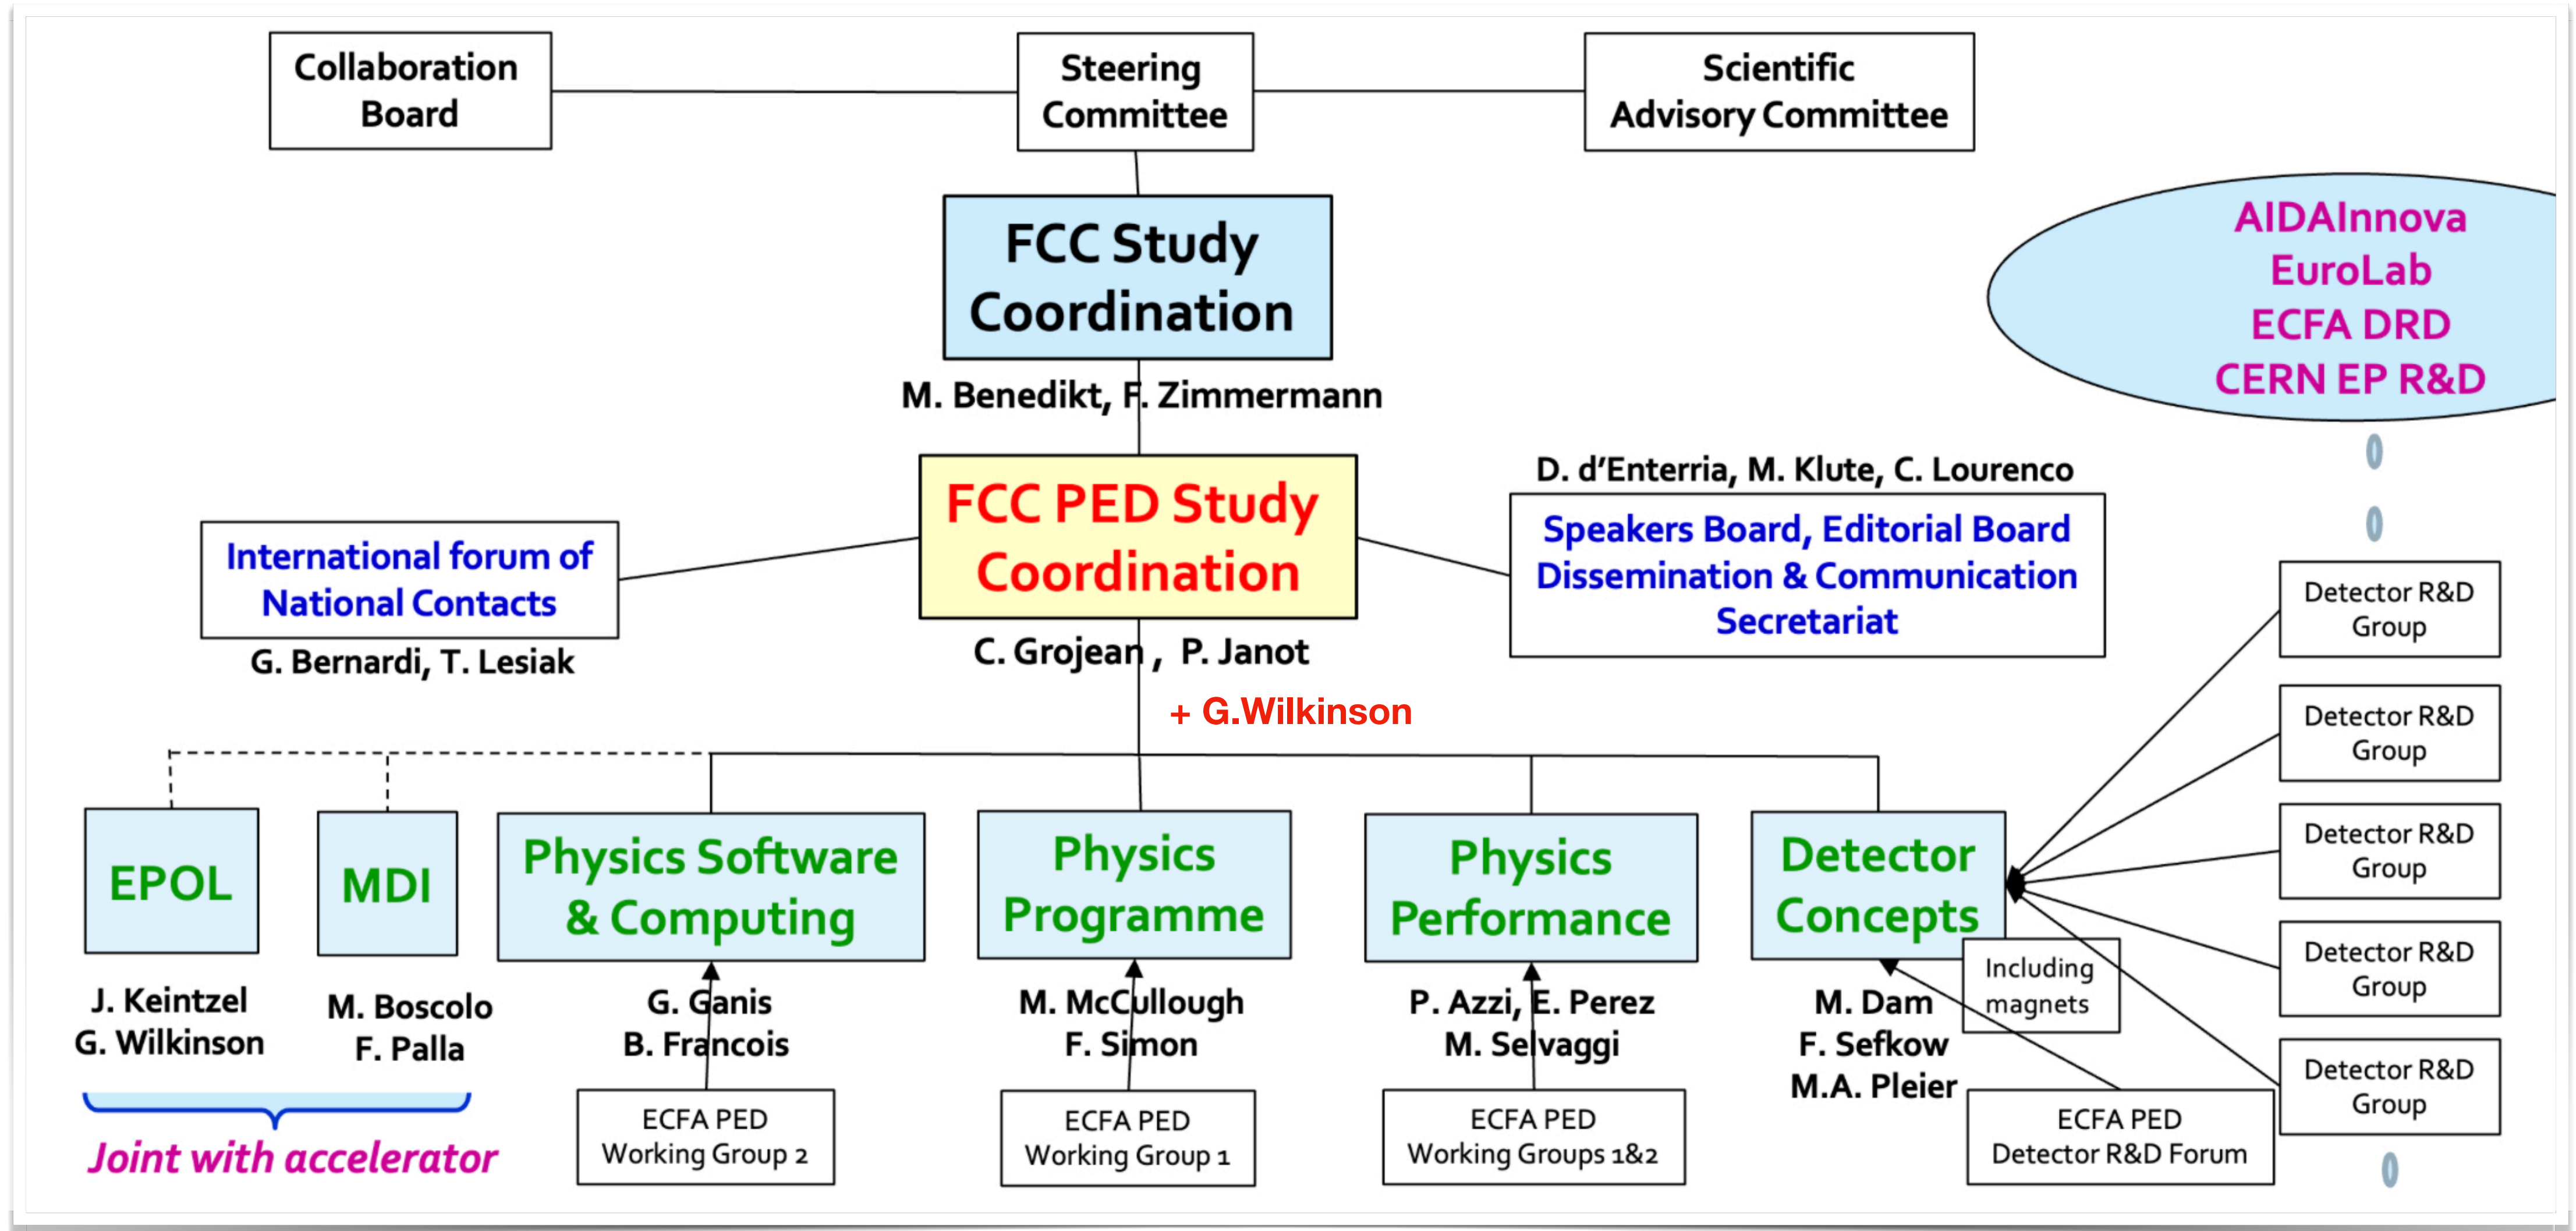 Collaboration
Board
Steering
Committee
Scientific
Advisory Committee
FCC Study
Coordination
M. Benedikt, F. Zimmermann
AIDAInnova
EuroLab
ECFA DRD
CERN EP R&D
FCC PED Study
Coordination
C. Grojean , P. Janot
+ G.Wilkinson
International forum of
National Contacts
G. Bernardi, T. Lesiak
D. d’Enterria, M. Klute, C. Lourenco
Speakers Board, Editorial Board
Dissemination & Communication
Secretariat
Detector R&D
Group
Detector R&D
Group
Detector R&D
Group
Detector R&D
Group
Detector R&D
Group
EPOL
J. Keintzel
G. Wilkinson
MDI
M. Boscolo
F. Palla
Joint with accelerator
Physics Software
& Computing
G. Ganis
B. Francois
ECFA PED
Working Group 2
Physics
Programme
M. McCullough
F. Simon
ECFA PED
Working Group 1
Physics
Performance
P. Azzi, E. Perez
M. Selvaggi
ECFA PED
Working Groups 1&2
Detector
Concepts
Including
magnets
M. Dam
F. Sefkow
M.A. Pleier
ECFA PED
Detector R&D Forum